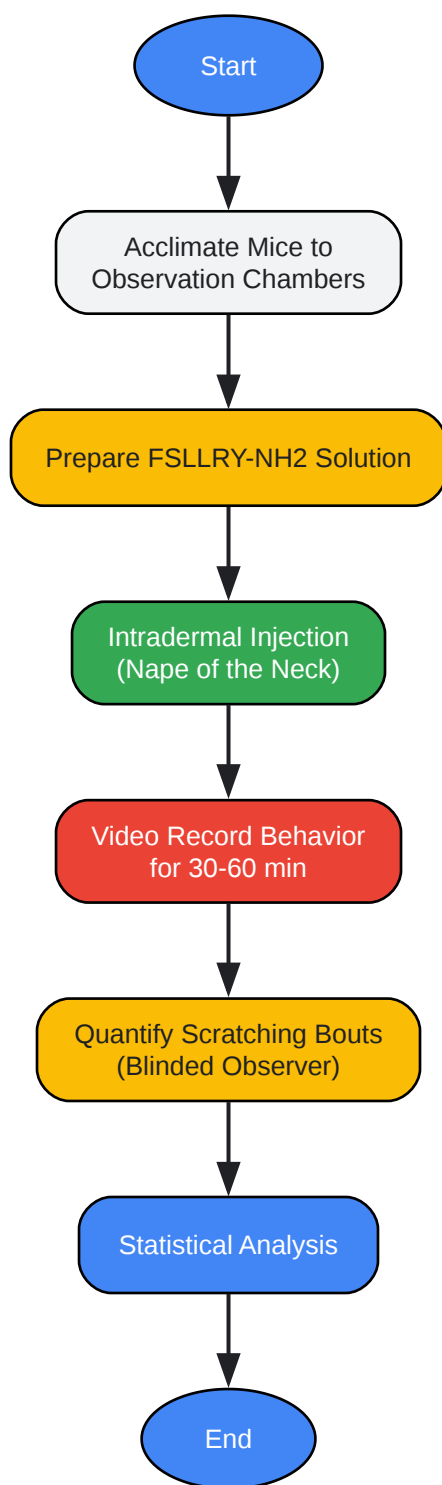 Start
Acclimate Mice to
Observation Chambers
Prepare FSLLRY-NH2 Solution
Intradermal Injection
(Nape of the Neck)
Video Record Behavior
for 30-60 min
Quantify Scratching Bouts
(Blinded Observer)
Statistical Analysis
End